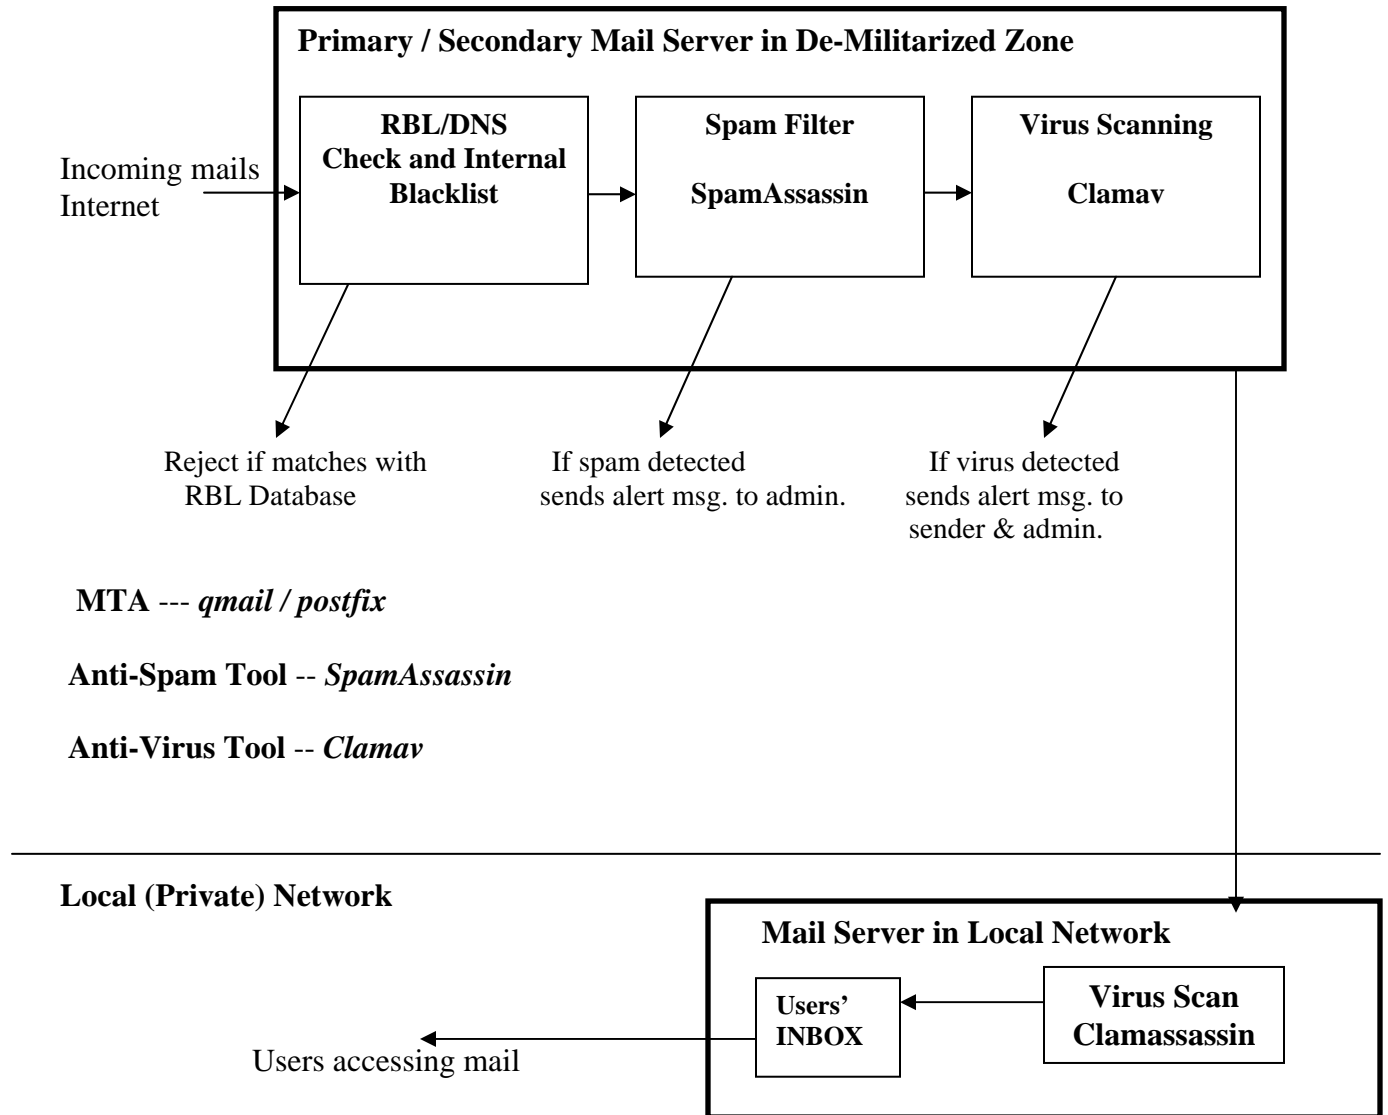 Primary / Secondary Mail Server in De-Militarized Zone
Incoming mails
Internet
RBL/DNS
Check and Internal
Blacklist
Spam Filter
SpamAssassin
Virus Scanning
Clamav
Reject if matches with
RBL Database
If spam detected
sends alert msg. to admin.
If virus detected
sends alert msg. to
sender & admin.
MTA --- qmail / postfix
Anti-Spam Tool -- SpamAssassin
Anti-Virus Tool -- Clamav
Local (Private) Network
Mail Server in Local Network
Users’
INBOX
Virus Scan
Clamassassin
Users accessing mail